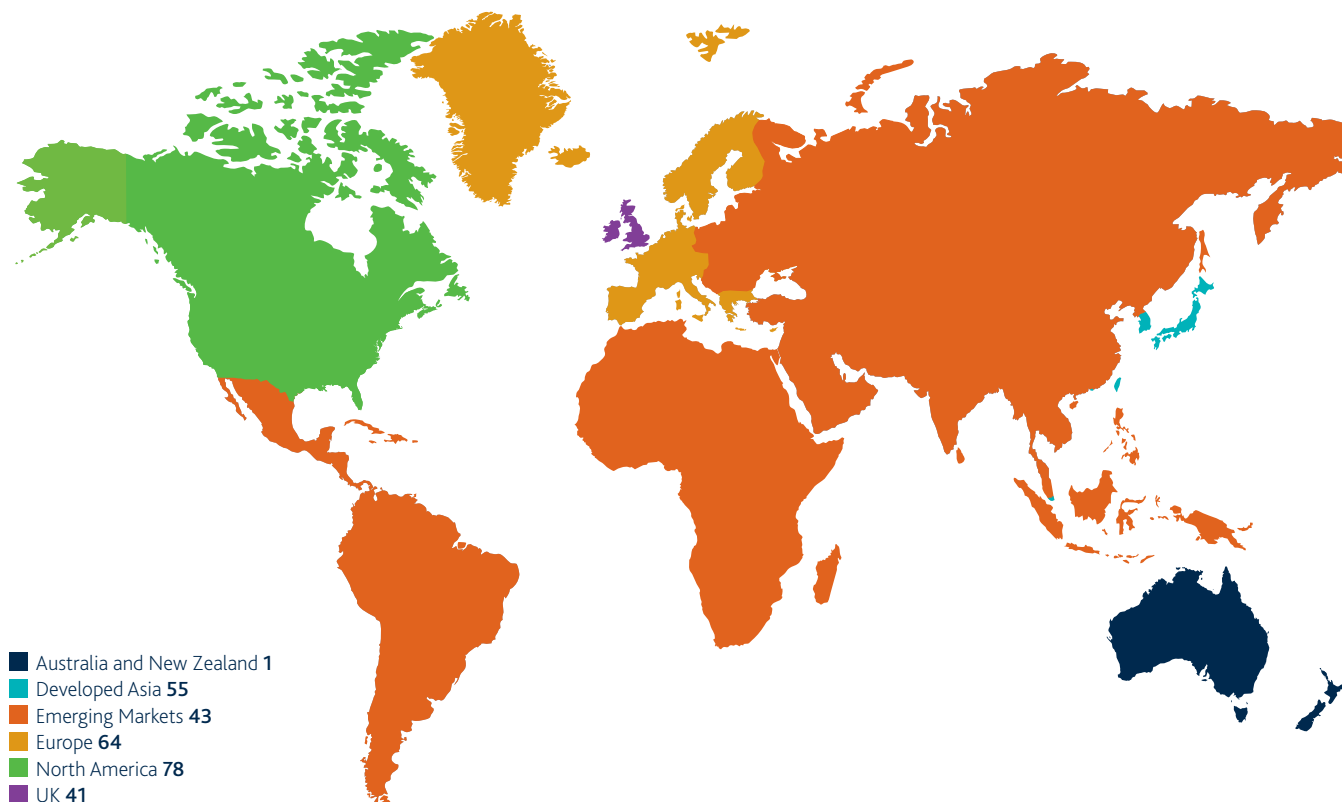 Australia and New Zealand 1
Developed Asia 55
Emerging Markets 43
Europe 64
North America 78
UK 41